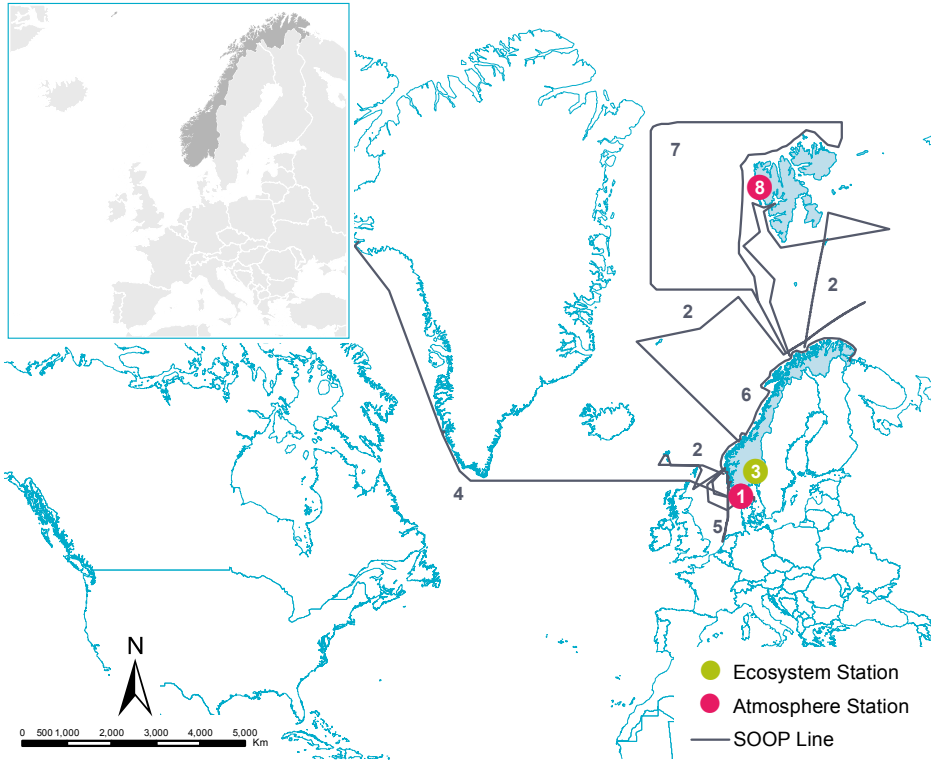 7
8
2
2
6
2
3
4
1
5
N
Ecosystem Station
Atmosphere Station
SOOP Line
0 500 1,000 2,000 3,000 4,000 5,000
Km